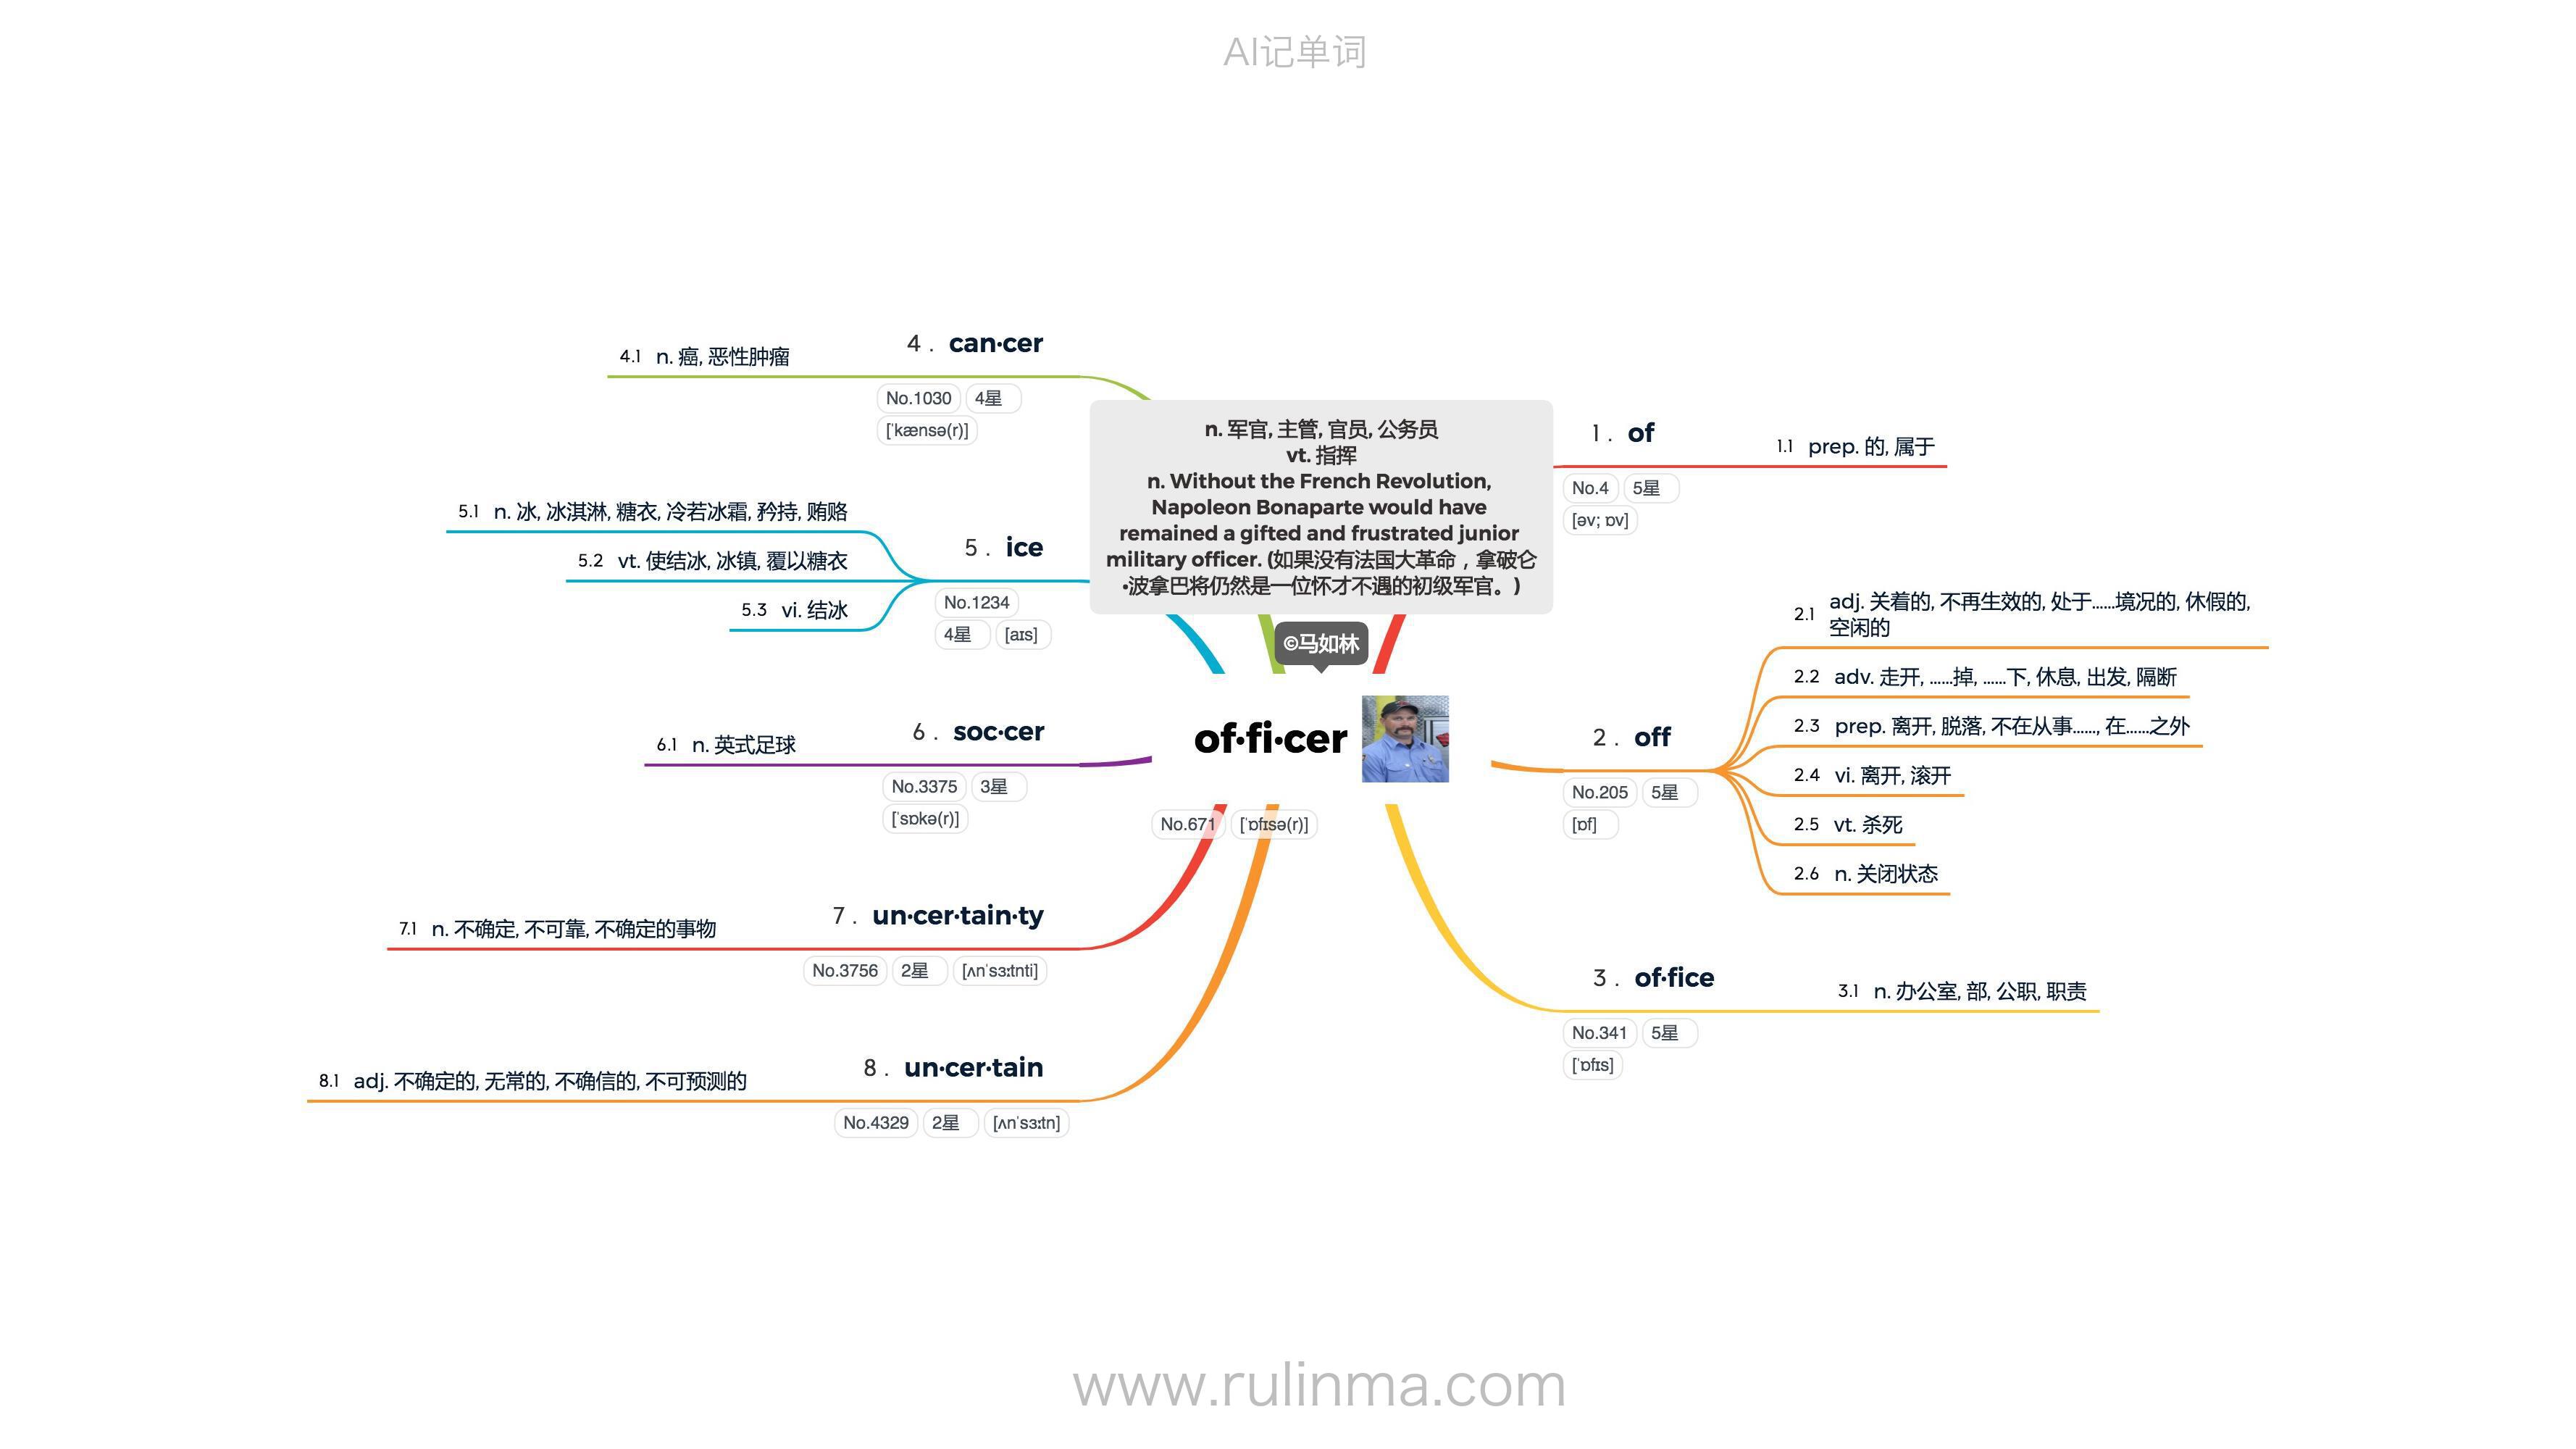 AI记单词
n. 军官, 主管, 官员, 公务员
vt. 指挥
n. Without the French Revolution,
Napoleon Bonaparte would have
remained a gifted and frustrated junior
military officer. (如果没有法国大革命，拿破仑
•波拿巴将仍然是一位怀才不遇的初级军官。)
©马如林
of·fi·cer
No.671 [ˈɒfɪsə(r)]
1. of
No.4 5星
[əv; ɒv]
1.1 prep. 的, 属于
2. off
No.205 5星
[ɒf]
2.1 adj. 关着的, 不再生效的, 处于……境况的, 休假的,
空闲的
2.2 adv. 走开, ……掉, ……下, 休息, 出发, 隔断
2.3 prep. 离开, 脱落, 不在从事……, 在……之外
2.4 vi. 离开, 滚开
2.5 vt. 杀死
2.6 n. 关闭状态
3. of·fice
No.341 5星
[ˈɒfɪs]
3.1 n. 办公室, 部, 公职, 职责
4. can·cer
No.1030 4星
[ˈkænsə(r)]
4.1 n. 癌, 恶性肿瘤
5. ice
No.1234
4星 [aɪs]
5.1 n. 冰, 冰淇淋, 糖衣, 冷若冰霜, 矜持, 贿赂
5.2 vt. 使结冰, 冰镇, 覆以糖衣
5.3 vi. 结冰
6. soc·cer
No.3375 3星
[ˈsɒkə(r)]
6.1 n. 英式足球
7. un·cer·tain·ty
No.3756 2星 [ʌnˈsɜːtnti]
7.1 n. 不确定, 不可靠, 不确定的事物
8. un·cer·tain
No.4329 2星 [ʌnˈsɜːtn]
8.1 adj. 不确定的, 无常的, 不确信的, 不可预测的
www.rulinma.com